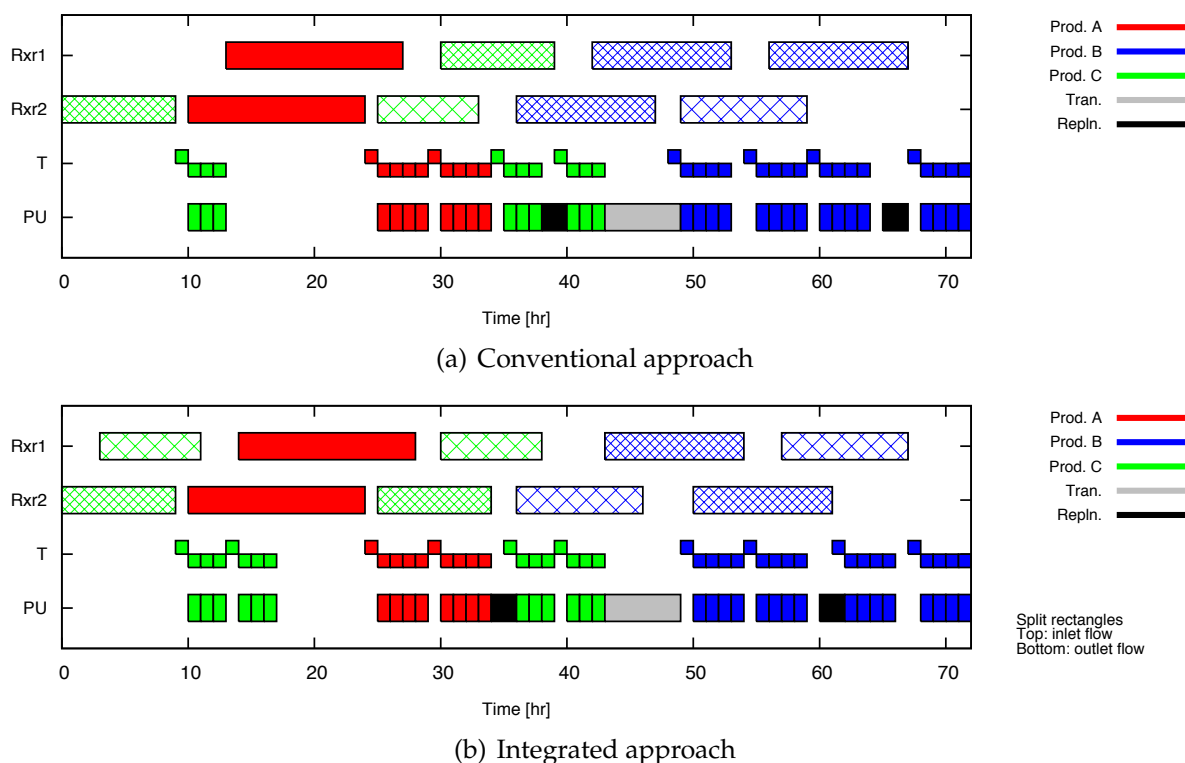 Rxr1
Rxr2
T
PU
0 10 20 30 40 50 60 70
Time [hr]
Prod. A
Prod. B
Prod. C
Tran.
Repln.
(a) Conventional approach
Rxr1
Rxr2
T
PU
0 10 20 30 40 50 60 70
Time [hr]
Prod. A
Prod. B
Prod. C
Tran.
Repln.
Split rectangles
Top: inlet flow
Bottom: outlet flow
(b) Integrated approach